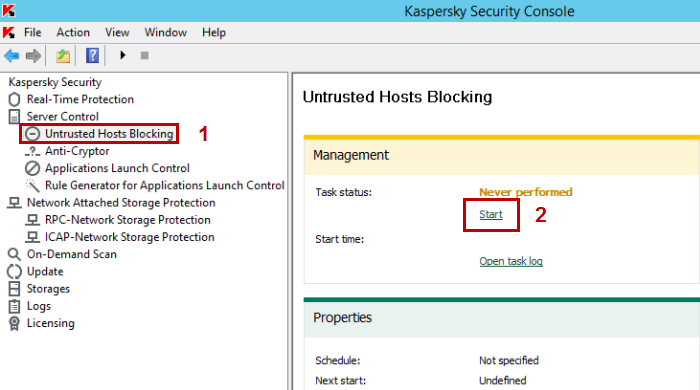 Kaspersky Security Console
File Action View Window Help
Kaspersky Security
Real-Time Protection
Server Control
Untrusted Hosts Blocking 1
Anti-Cryptor
Applications Launch Control
Rule Generator for Applications Launch Control
Network Attached Storage Protection
RPC-Network Storage Protection
ICAP-Network Storage Protection
On-Demand Scan
Update
Storages
Logs
Licensing
Untrusted Hosts Blocking
Management
Task status: Never performed
Start 2
Start time:
Open task log
Properties
Schedule: Not specified
Next start: Undefined